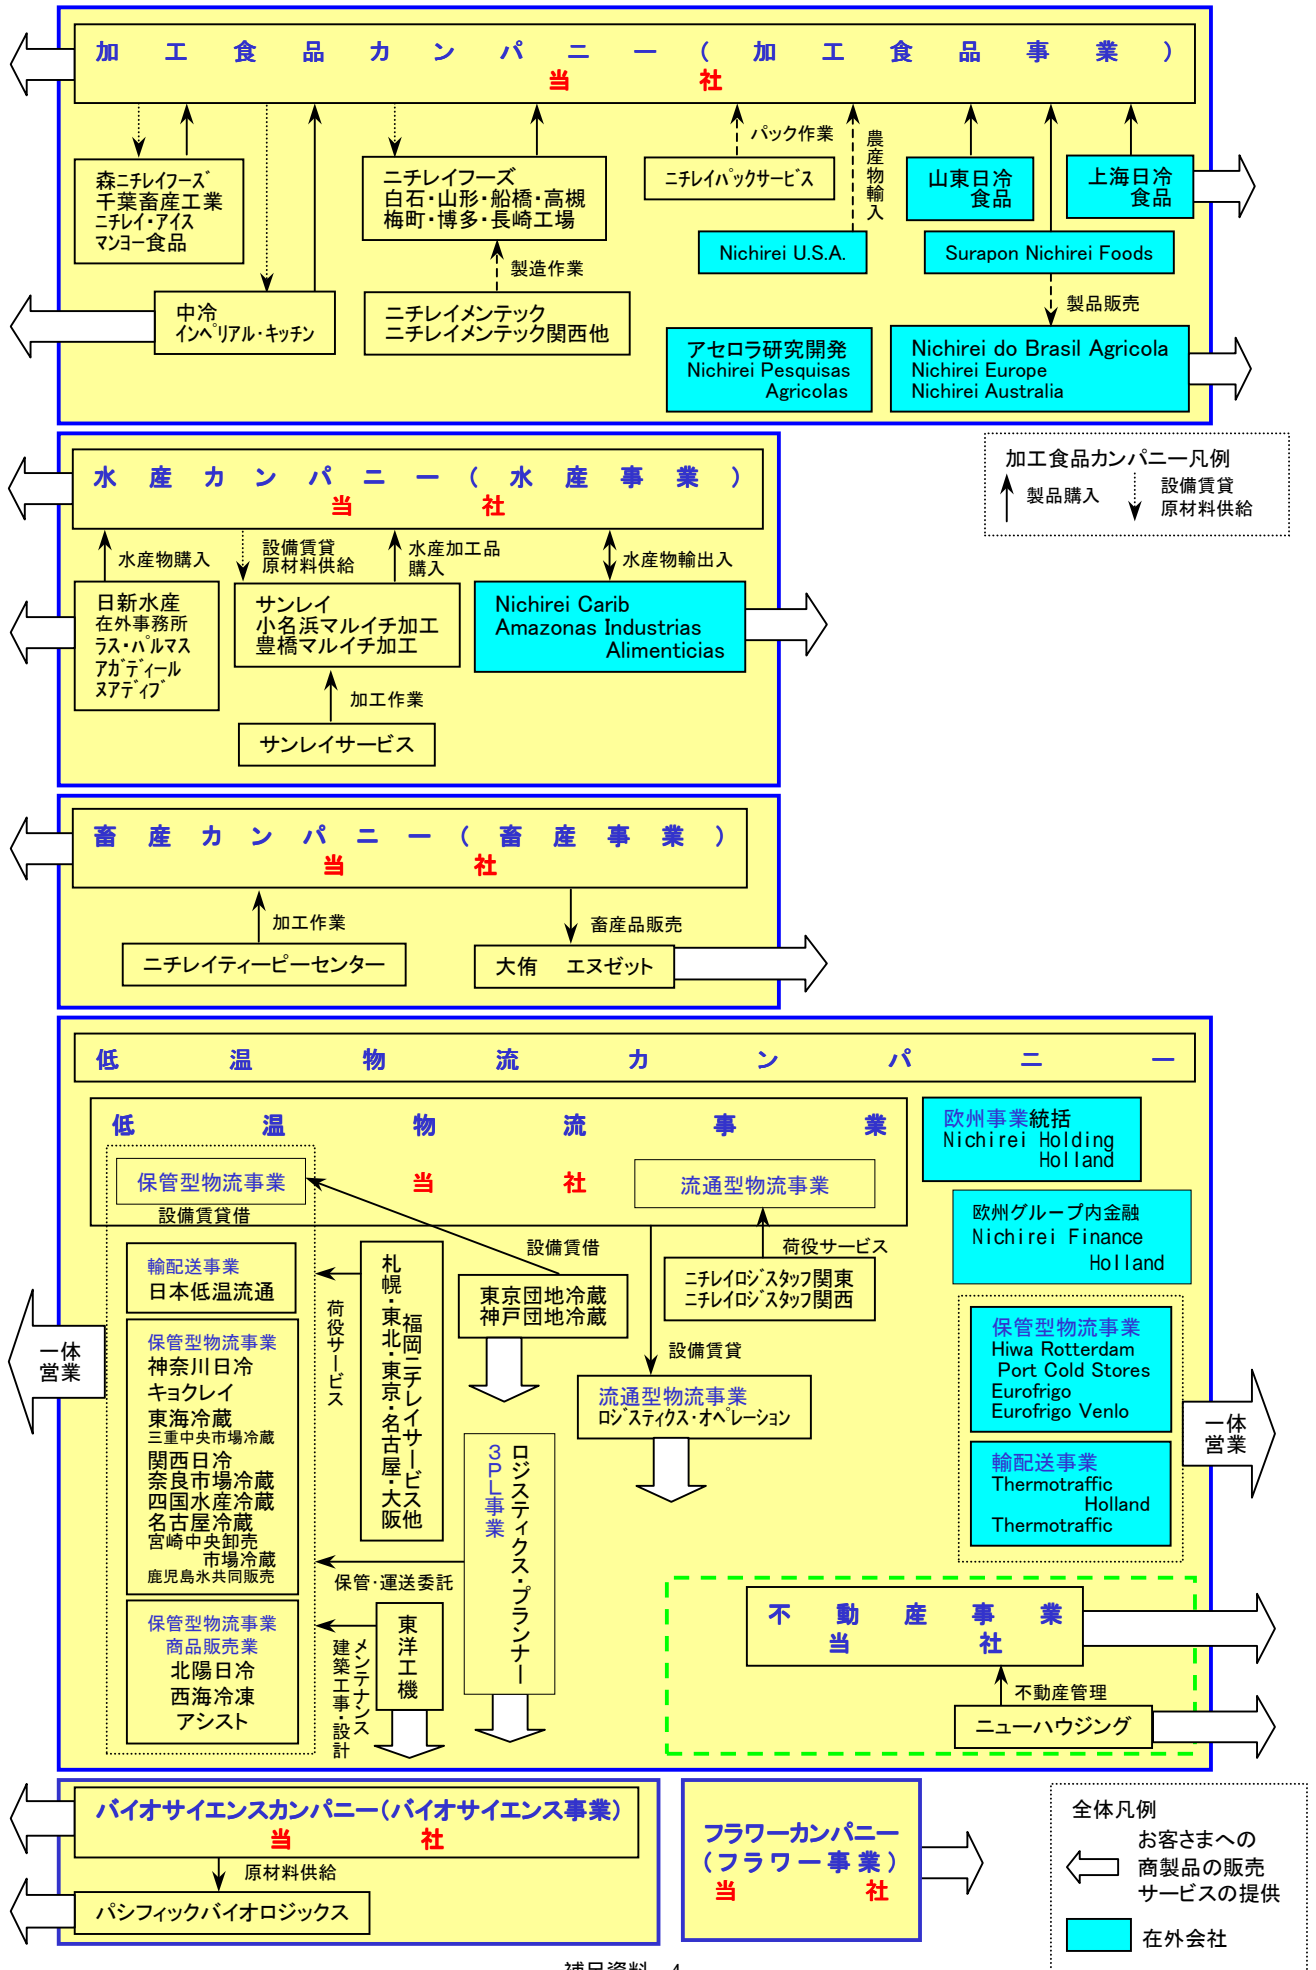 加工食品カンパニー(加工食品事業)
当社
パック作業
農産物輸入
森ニチレイフーズ
千葉畜産工業
ニチレイ・アイス
マンヨー食品
ニチレイフーズ
白石・山形・船橋・高槻
梅町・博多・長崎工場
ニチレイパックサービス
山東日冷
食品
上海日冷
食品
Nichirei U.S.A.
Surapon Nichirei Foods
製造作業
製品販売
中冷
インペリアル・キッチン
ニチレイメンテック
ニチレイメンテック関西他
アセロラ研究開発
Nichirei Pesquisas
Agricolas
Nichirei do Brasil Agricola
Nichirei Europe
Nichirei Australia
水産カンパニー(水産事業)
当社
加工食品カンパニー凡例
製品購入
設備賃貸
原材料供給
水産物購入
設備賃貸
原材料供給
水産加工品
購入
水産物輸出入
日新水産
在外事務所
ラス・パルマス
アガディール
ヌアディブ
サンレイ
小名浜マルイチ加工
豊橋マルイチ加工
Nichirei Carib
Amazonas Industrias
Alimenticias
加工作業
サンレイサービス
畜産カンパニー(畜産事業)
当社
加工作業
畜産品販売
ニチレイティーピーセンター
大侑 エヌゼット
低温物流カンパニー
低温物流事業
当社
保管型物流事業
流通型物流事業
設備賃貸借
欧州事業統括
Nichirei Holding
Holland
欧州グループ内金融
Nichirei Finance
Holland
設備賃借
荷役サービス
輸配送事業
日本低温流通
荷役サービス
札幌・東北・東京・名古屋・大阪
福岡ニチレイサービス他
東京団地冷蔵
神戸団地冷蔵
ニチレイロジスタッフ関東
ニチレイロジスタッフ関西
設備賃貸
一体
営業
保管型物流事業
神奈川日冷
キョクレイ
東海冷蔵
三重中央市場冷蔵
関西日冷
奈良市場冷蔵
四国水産冷蔵
名古屋冷蔵
宮崎中央卸売
市場冷蔵
鹿児島氷共同販売
流通型物流事業
ロジスティクス・オペレーション
保管型物流事業
Hiwa Rotterdam
Port Cold Stores
Eurofrigo
Eurofrigo Venlo
輸配送事業
Thermotraffic
Holland
Thermotraffic
一体
営業
ロジスティクス・プランナー
3PL事業
保管・運送委託
保管型物流事業
商品販売業
北陽日冷
西海冷凍
アシスト
メンテナンス
建築工事・設計
東洋工機
不動産事業
当社
不動産管理
ニューハウジング
バイオサイエンスカンパニー(バイオサイエンス事業)
当社
原材料供給
パシフィックバイオロジックス
フラワーカンパニー
(フラワー事業)
当社
全体凡例
お客さまへの
商製品の販売
サービスの提供
在外会社
補足資料 4